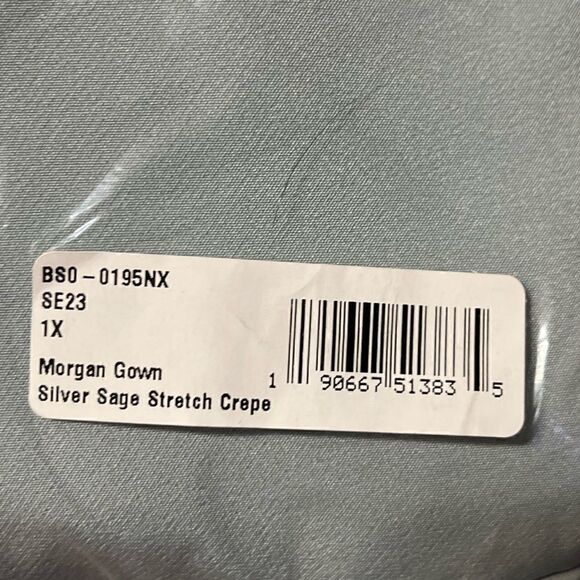 BS0-0195NX
SE23
1X
Morgan Gown
Silver Sage Stretch Crepe
1 90667 51383 5